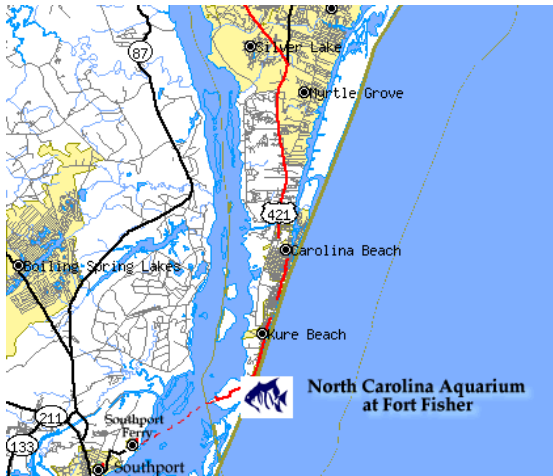 87
Silver Lake
Myrtle Grove
421
Carolina Beach
Boiling Spring Lakes
Kure Beach
North Carolina Aquarium
at Fort Fisher
211
Southport
Ferry
133
Southport